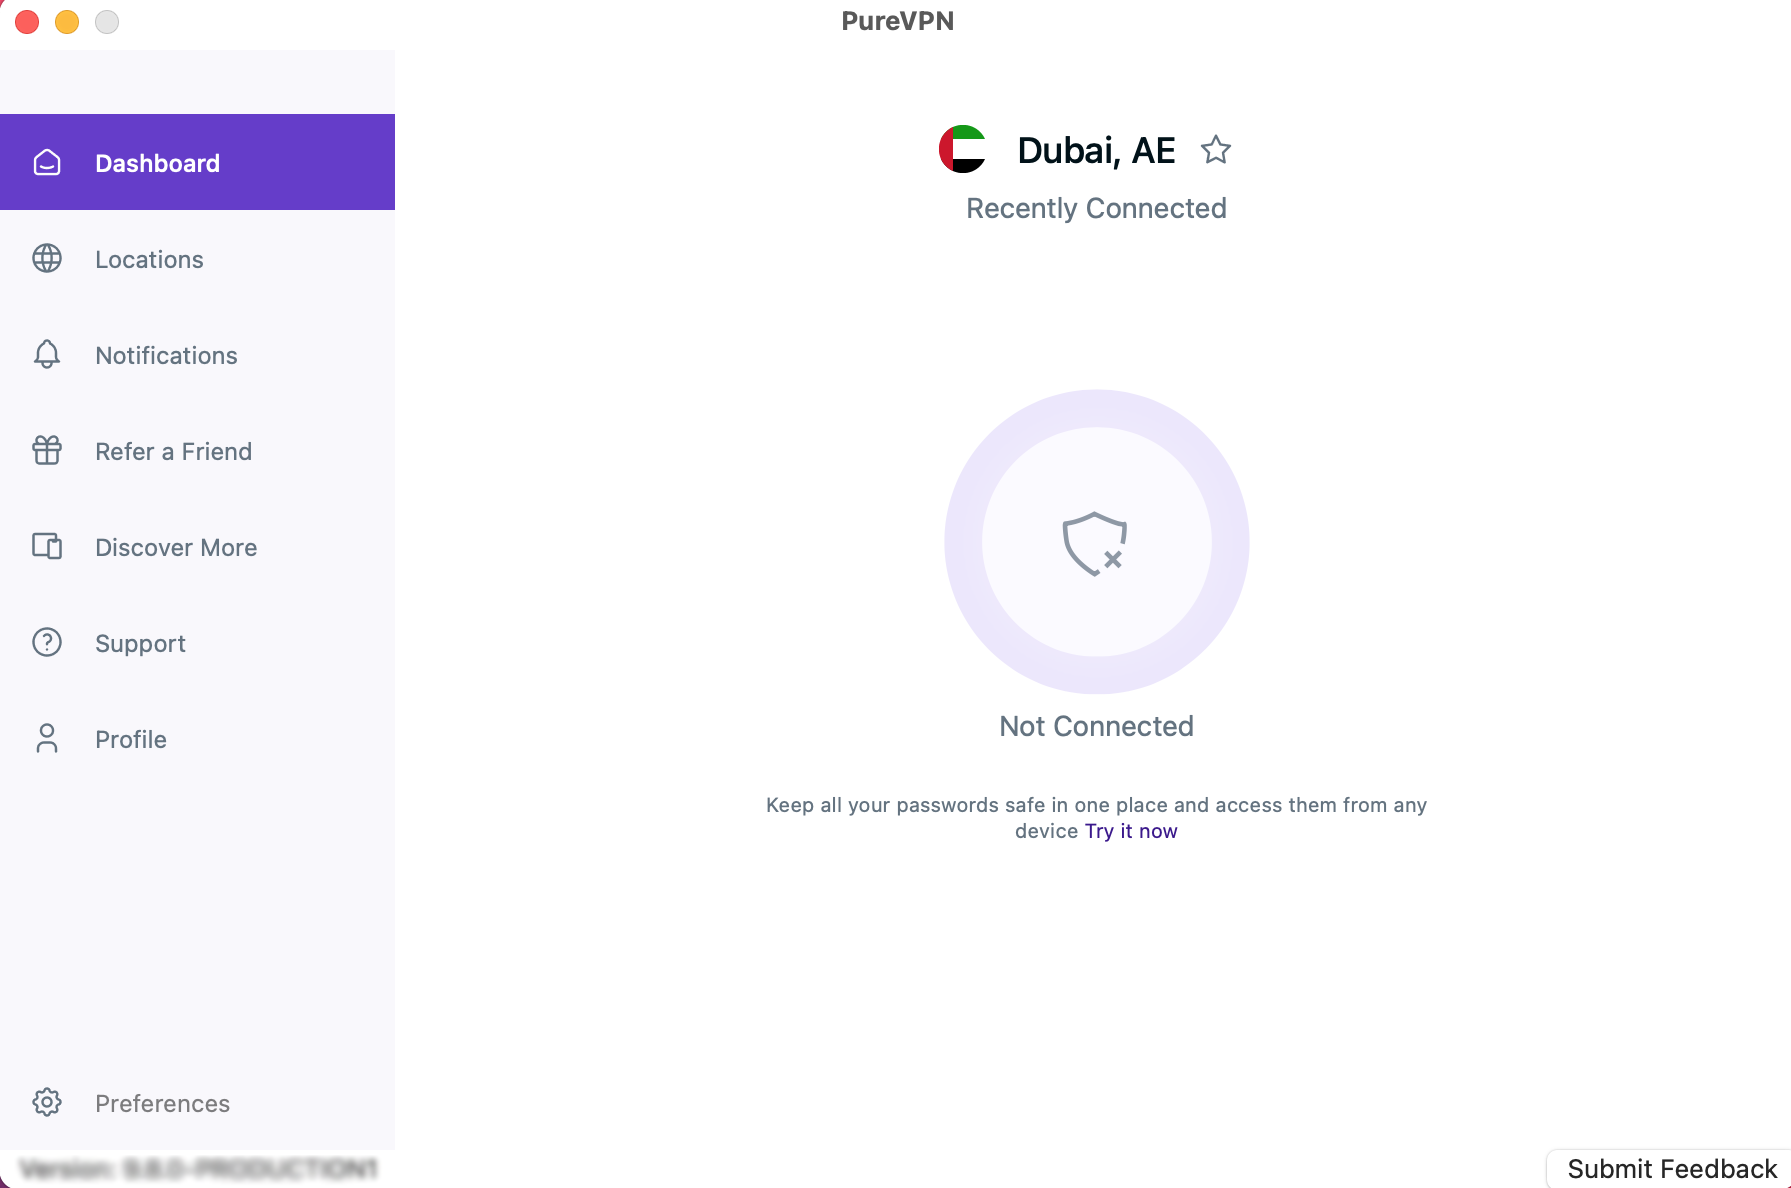 PureVPN
Dashboard
Locations
Notifications
Refer a Friend
Discover More
Support
Profile
Preferences
Dubai, AE
Recently Connected
Not Connected
Keep all your passwords safe in one place and access them from any
device Try it now
Submit Feedback